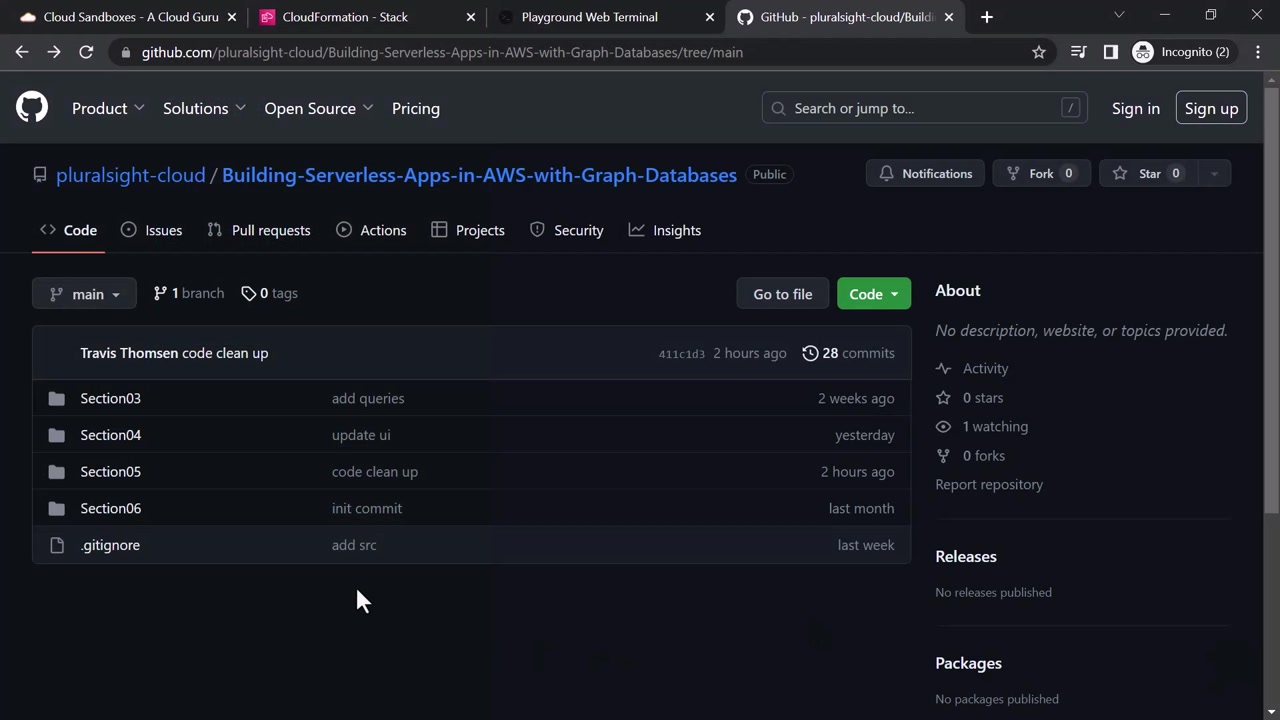 Cloud Sandboxes - A Cloud Guru
CloudFormation - Stack
Playground Web Terminal
GitHub - pluralsight-cloud/Buildi
github.com/pluralsight-cloud/Building-Serverless-Apps-in-AWS-with-Graph-Databases/tree/main
Incognito (2)
Product
Solutions
Open Source
Pricing
Search or jump to...
/
Sign in
Sign up
pluralsight-cloud / Building-Serverless-Apps-in-AWS-with-Graph-Databases
Public
Notifications
Fork 0
Star 0
Code
Issues
Pull requests
Actions
Projects
Security
Insights
main
1 branch
0 tags
Go to file
Code
Travis Thomsen code clean up
411c1d3 2 hours ago
28 commits
Section03 add queries 2 weeks ago
Section04 update ui yesterday
Section05 code clean up 2 hours ago
Section06 init commit last month
.gitignore add src last week
About
No description, website, or topics provided.
Activity
0 stars
1 watching
0 forks
Report repository
Releases
No releases published
Packages
No packages published